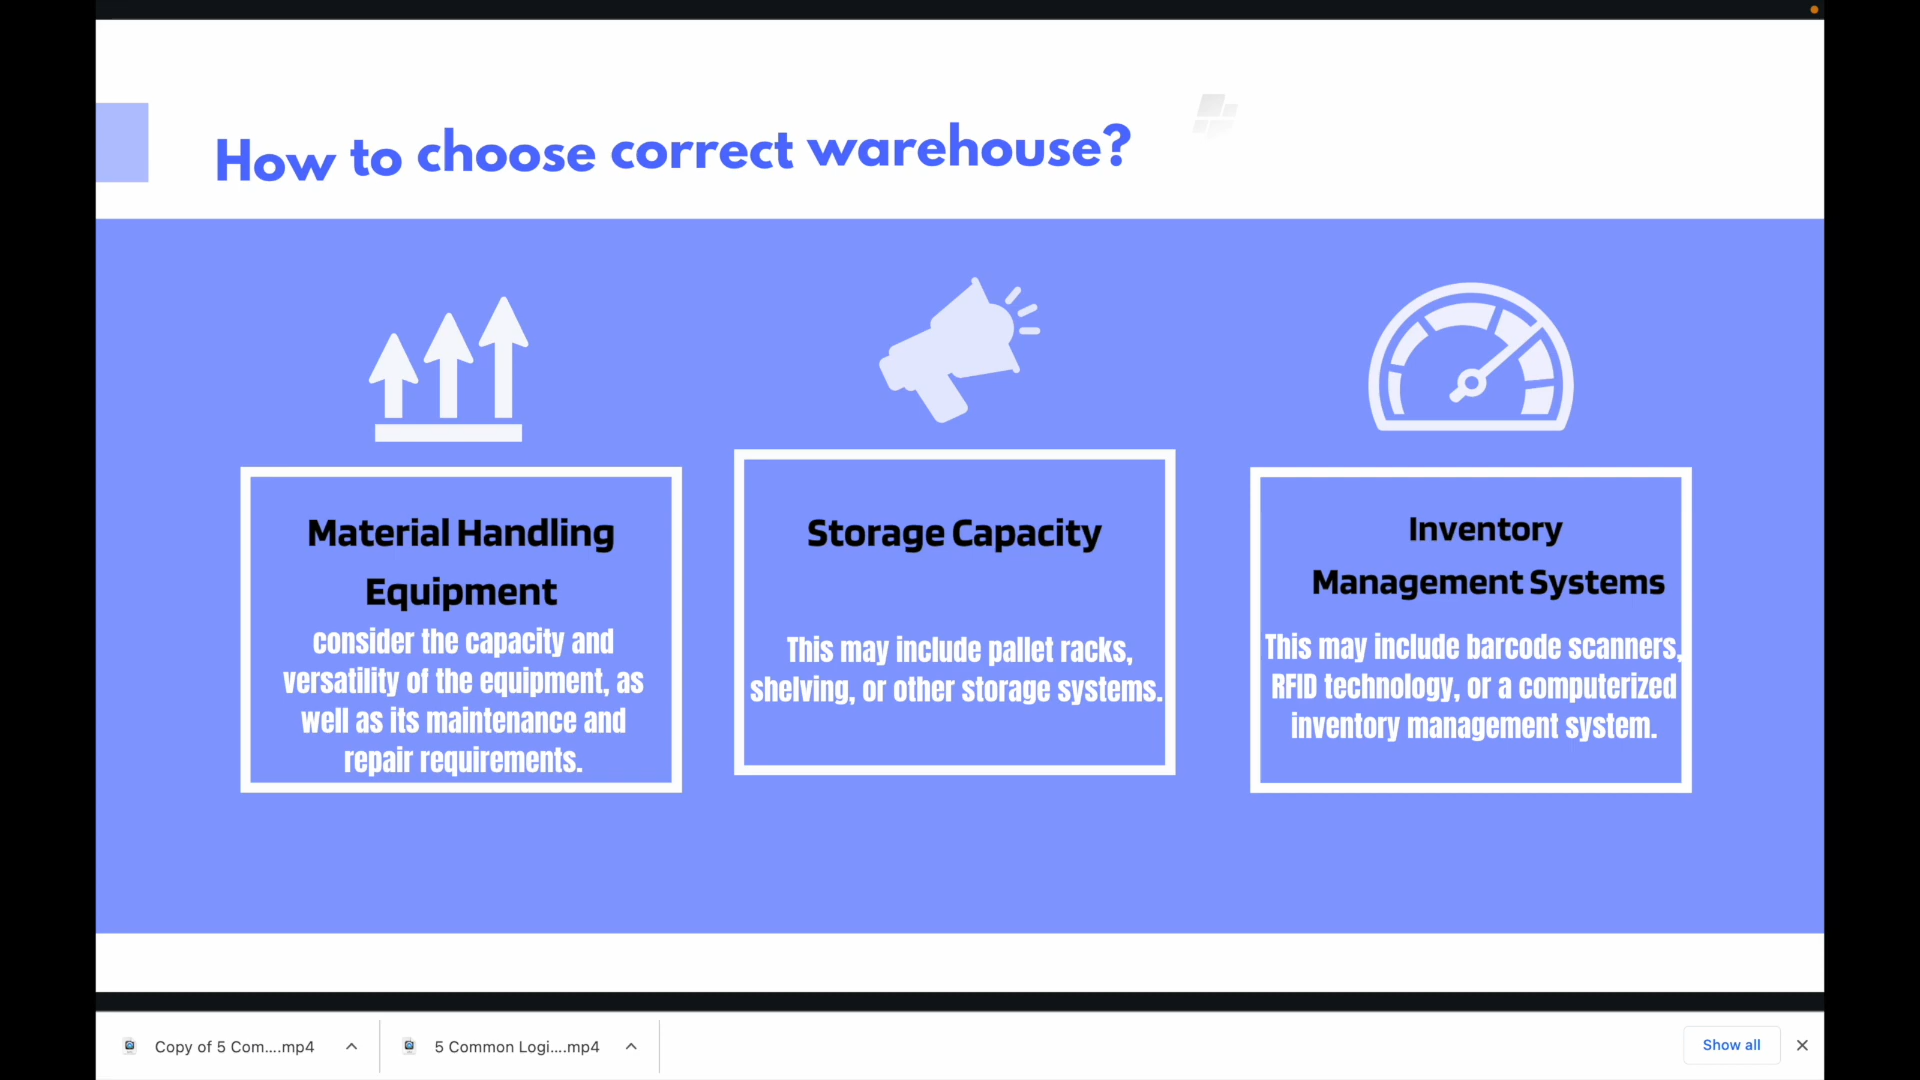 How to choose correct warehouse?
Material Handling
Equipment
consider the capacity and
versatility of the equipment, as
well as its maintenance and
repair requirements.
Storage Capacity
This may include pallet racks,
shelving, or other storage systems.
Inventory
Management Systems
This may include barcode scanners,
RFID technology, or a computerized
inventory management system.
Copy of 5 Com....mp4
5 Common Logi....mp4
Show all